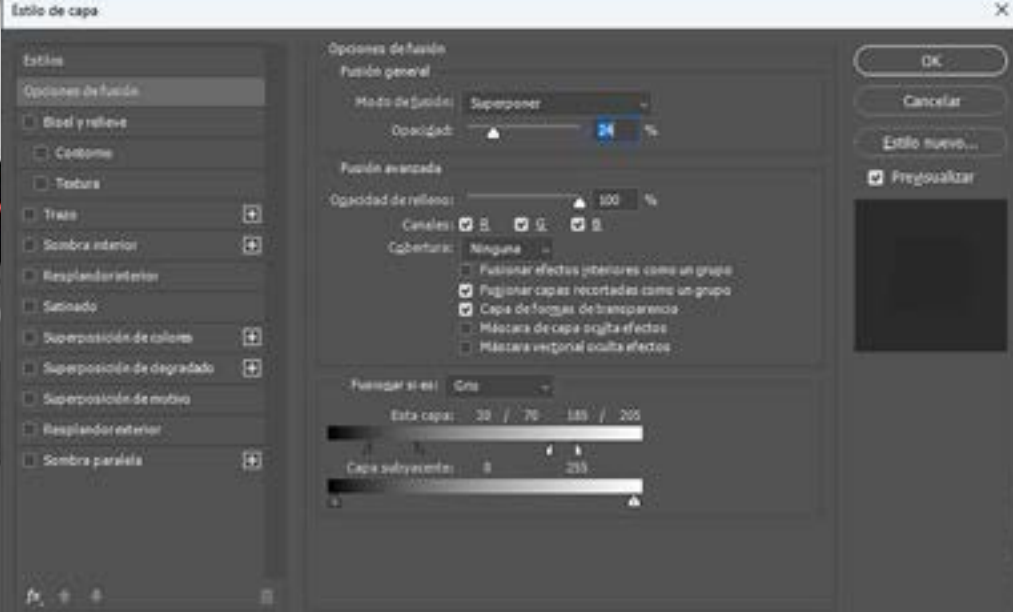 Estilo de capa
Estilos
Opciones de fusión
Bisel y relieve
Contorno
Textura
Trazo
Sombra interior
Resplandor interior
Satinado
Superposición de colores
Superposición de degradado
Superposición de motivo
Resplandor exterior
Sombra paralela
fx
Opciones de fusión
Fusión general
Modo de fusión: Superponer
Opacidad: 24 %
Fusión avanzada
Opacidad de relleno: 100 %
Canales: R G B
Cobertura: Ninguna
Fusionar efectos interiores como un grupo
Fusionar capas recortadas como un grupo
Capa de formas de transparencia
Máscara de capa oculta efectos
Máscara vectorial oculta efectos
Fusionar si es: Gris
Esta capa: 30 / 70 185 / 205
Capa subyacente: 0 255
OK
Cancelar
Estilo nuevo...
Previsualizar